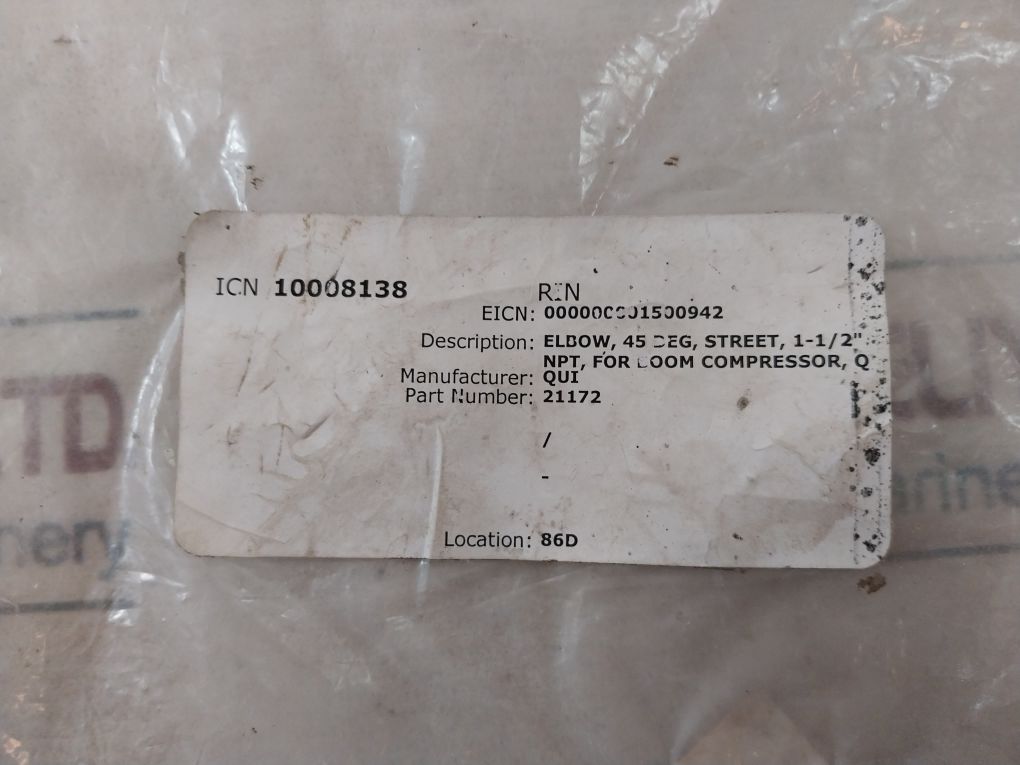 ICN 10008138 RIN
EICN: 000000001500942
Description: ELBOW, 45 DEG, STREET, 1-1/2"
NPT, FOR BOOM COMPRESSOR, Q
Manufacturer: QUI
Part Number: 21172
/
-
Location: 86D
LTD